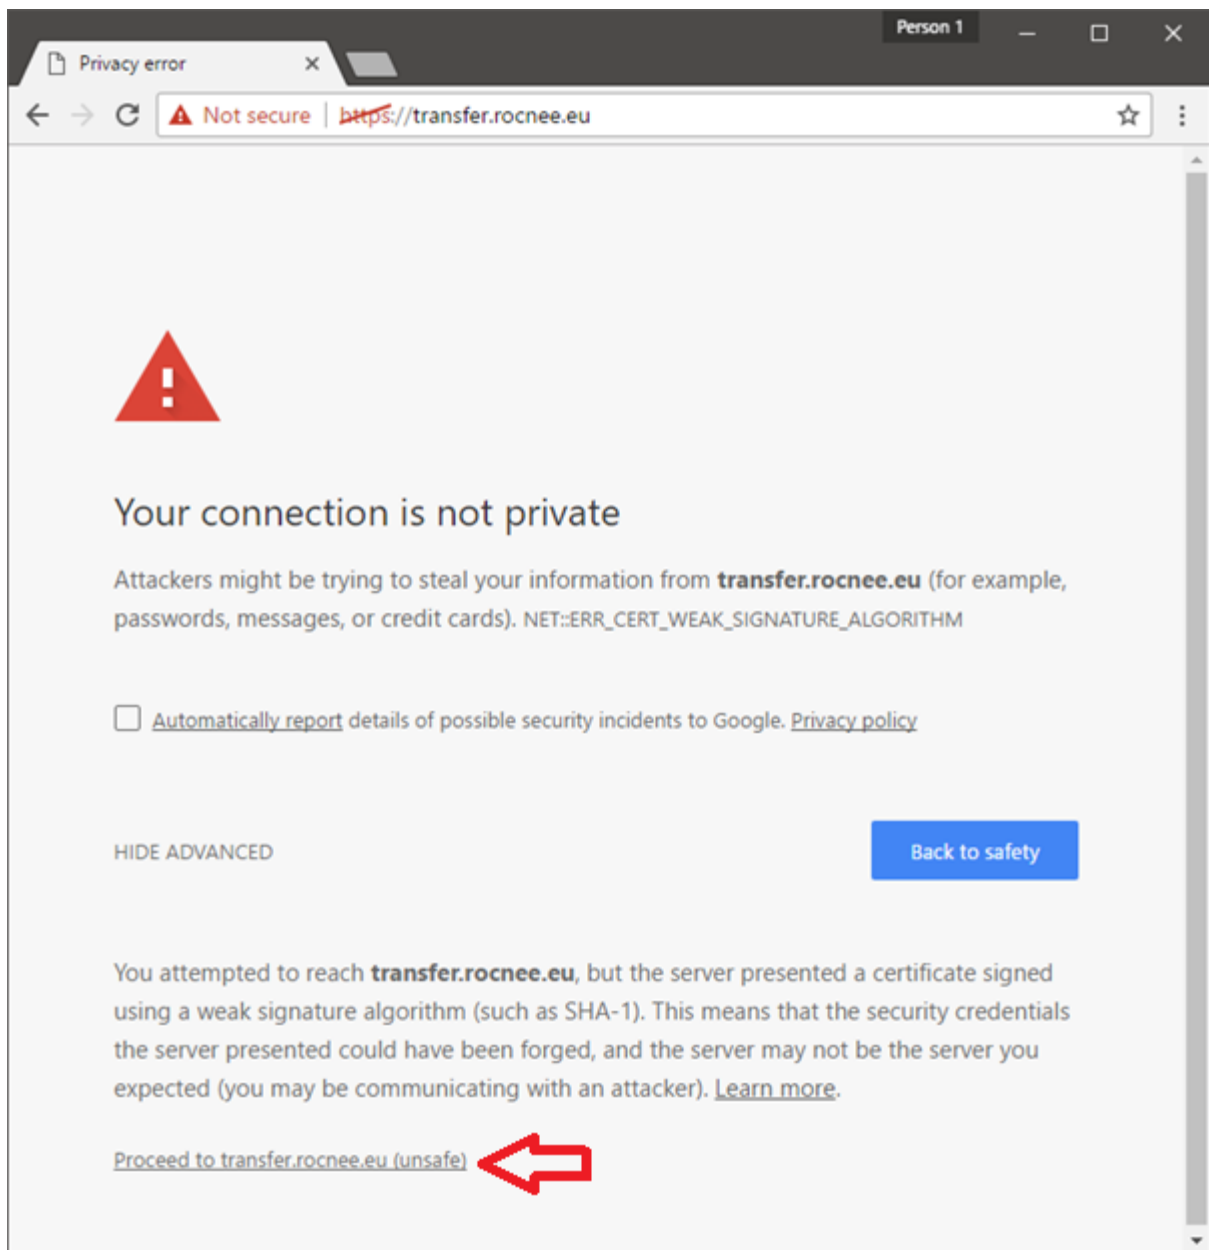 Person 1
Privacy error
Not secure | https://transfer.rocnee.eu
Your connection is not private
Attackers might be trying to steal your information from transfer.rocnee.eu (for example,
passwords, messages, or credit cards). NET::ERR_CERT_WEAK_SIGNATURE_ALGORITHM
Automatically report details of possible security incidents to Google. Privacy policy
HIDE ADVANCED
Back to safety
You attempted to reach transfer.rocnee.eu, but the server presented a certificate signed
using a weak signature algorithm (such as SHA-1). This means that the security credentials
the server presented could have been forged, and the server may not be the server you
expected (you may be communicating with an attacker). Learn more.
Proceed to transfer.rocnee.eu (unsafe)